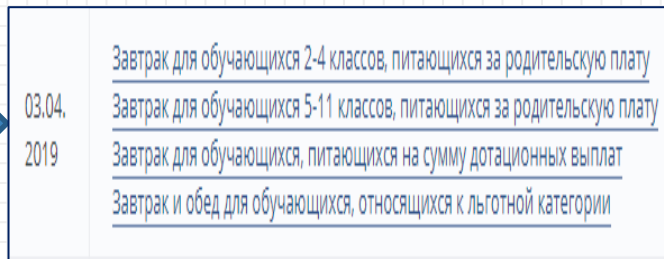 03.04.
2019
Завтрак для обучающихся 2-4 классов, питающихся за родительскую плату
Завтрак для обучающихся 5-11 классов, питающихся за родительскую плату
Завтрак для обучающихся, питающихся на сумму дотационных выплат
Завтрак и обед для обучающихся, относящихся к льготной категории